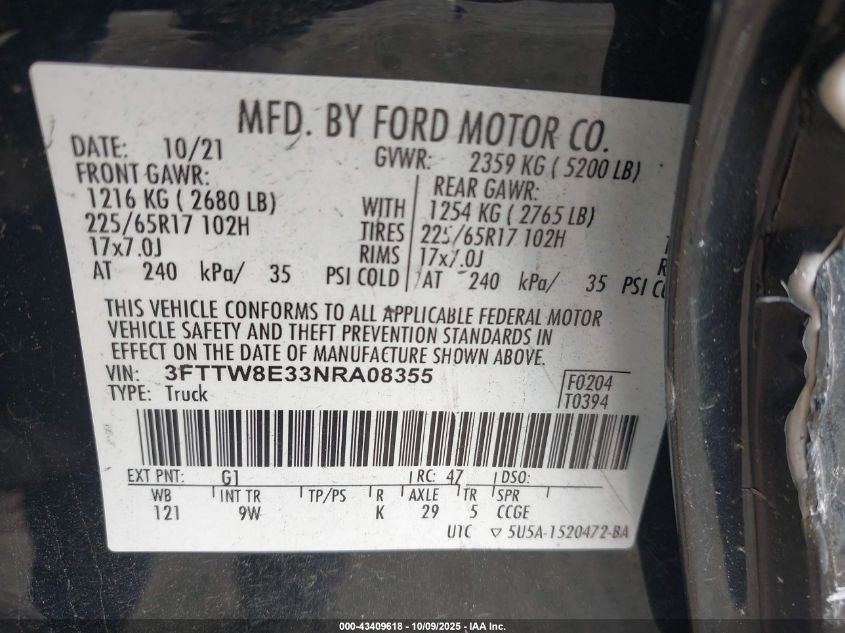 MFD. BY FORD MOTOR CO.
DATE: 10/21 GVWR: 2359 KG ( 5200 LB)
FRONT GAWR: REAR GAWR:
1216 KG ( 2680 LB) WITH 1254 KG ( 2765 LB)
225/65R17 102H TIRES 225/65R17 102H
17x7.0J RIMS 17x7.0J
AT 240 kPa/ 35 PSI COLD AT 240 kPa/ 35 PSI
THIS VEHICLE CONFORMS TO ALL APPLICABLE FEDERAL MOTOR
VEHICLE SAFETY AND THEFT PREVENTION STANDARDS IN
EFFECT ON THE DATE OF MANUFACTURE SHOWN ABOVE.
VIN: 3FTTW8E33NRA08355 F0204
TYPE: Truck T0394
EXT PNT: G1 RC: 47 DSO:
WB INT TR TP/PS R AXLE TR SPR
121 9W K 29 5 CCGE
UTC ▽ 5U5A-1520472-BA
000-43409618 - 10/09/2025 - IAA Inc.